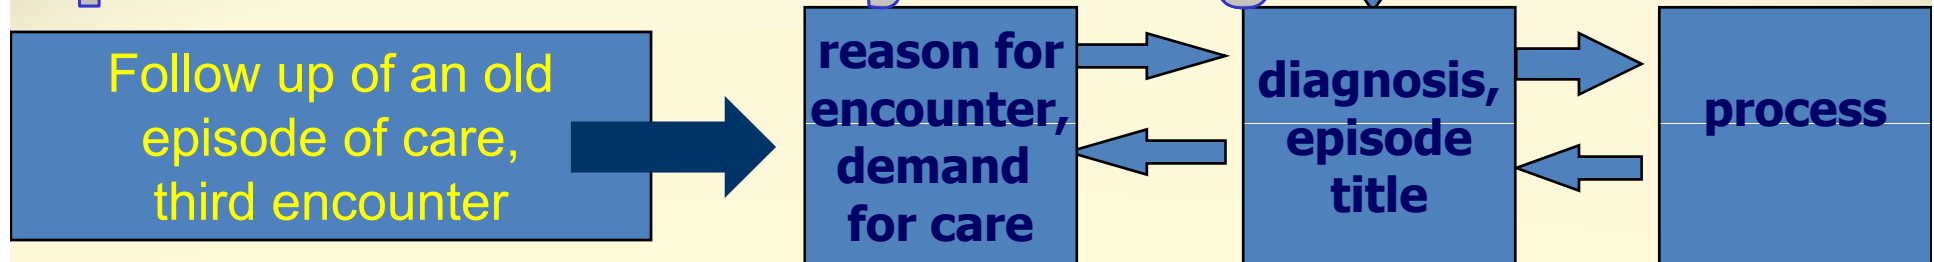 Follow up of an old
episode of care,
third encounter
reason for
encounter,
demand
for care
diagnosis,
episode
title
process